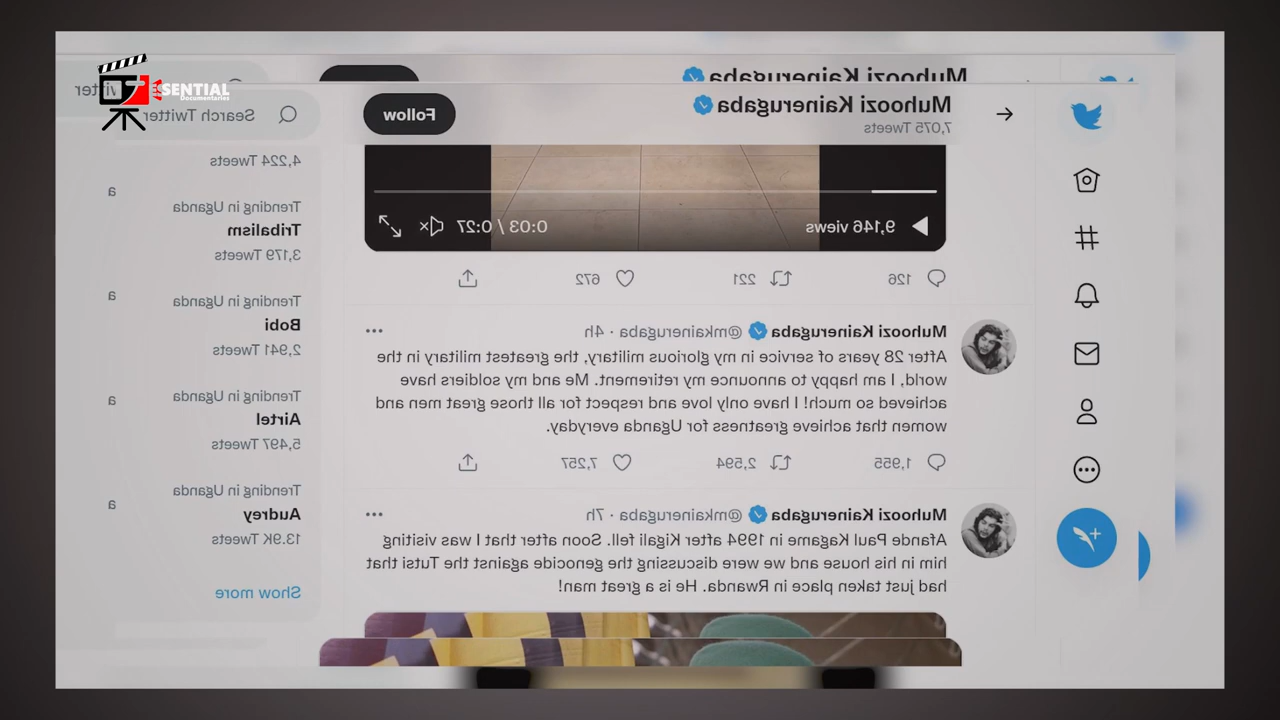 SENTIAL
Documentaries
Muhoozi Kainerugaba
Muhoozi Kainerugaba
7,075 Tweets
Follow
Search Twitter
9,146 views
0:03 / 0:27
126
221
672
Muhoozi Kainerugaba @mkainerugaba · 4h
After 28 years of service in my glorious military, the greatest military in the
world, I am happy to announce my retirement. Me and my soldiers have
achieved so much! I have only love and respect for all those great men and
women that achieve greatness for Uganda everyday.
1,955
2,594
7,257
Muhoozi Kainerugaba @mkainerugaba · 7h
Afande Paul Kagame in 1994 after Kigali fell. Soon after that I was visiting
him in his house and we were discussing the genocide against the Tutsi that
had just taken place in Rwanda. He is a great man!
4,224 Tweets
Trending in Uganda
Tribalism
3,179 Tweets
Trending in Uganda
Bobi
2,941 Tweets
Trending in Uganda
Airtel
5,497 Tweets
Trending in Uganda
Audrey
13.9K Tweets
Show more